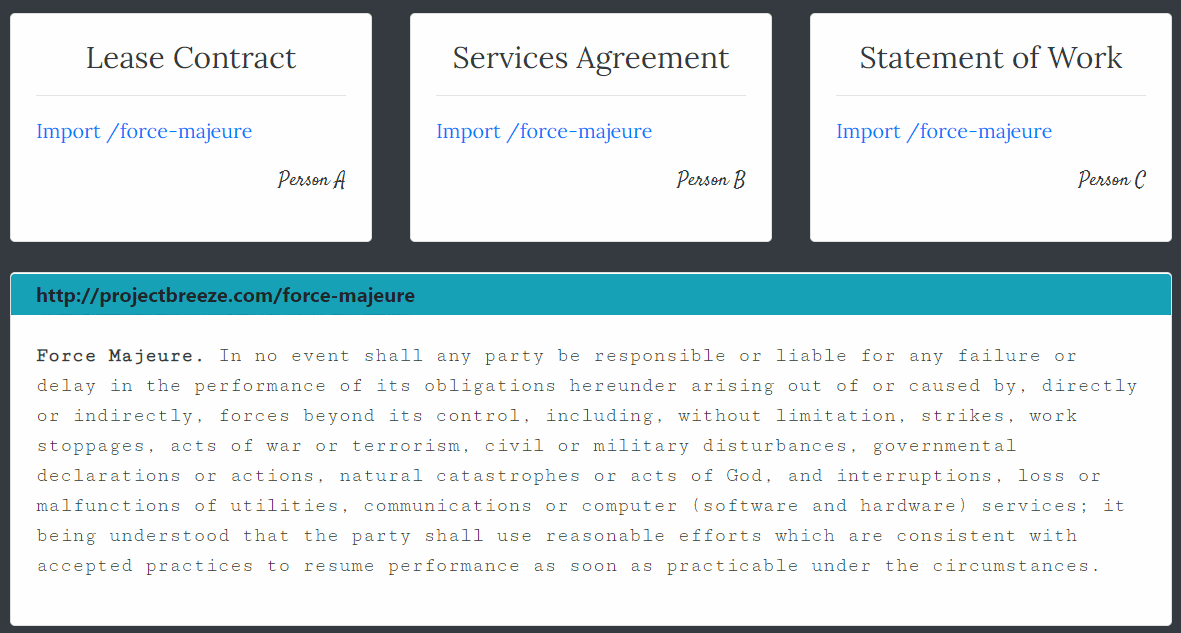 Lease Contract
Import /force-majeure
Person A
Services Agreement
Import /force-majeure
Person B
Statement of Work
Import /force-majeure
Person C
http://projectbreeze.com/force-majeure
Force Majeure. In no event shall any party be responsible or liable for any failure or
delay in the performance of its obligations hereunder arising out of or caused by, directly
or indirectly, forces beyond its control, including, without limitation, strikes, work
stoppages, acts of war or terrorism, civil or military disturbances, governmental
declarations or actions, natural catastrophes or acts of God, and interruptions, loss or
malfunctions of utilities, communications or computer (software and hardware) services; it
being understood that the party shall use reasonable efforts which are consistent with
accepted practices to resume performance as soon as practicable under the circumstances.